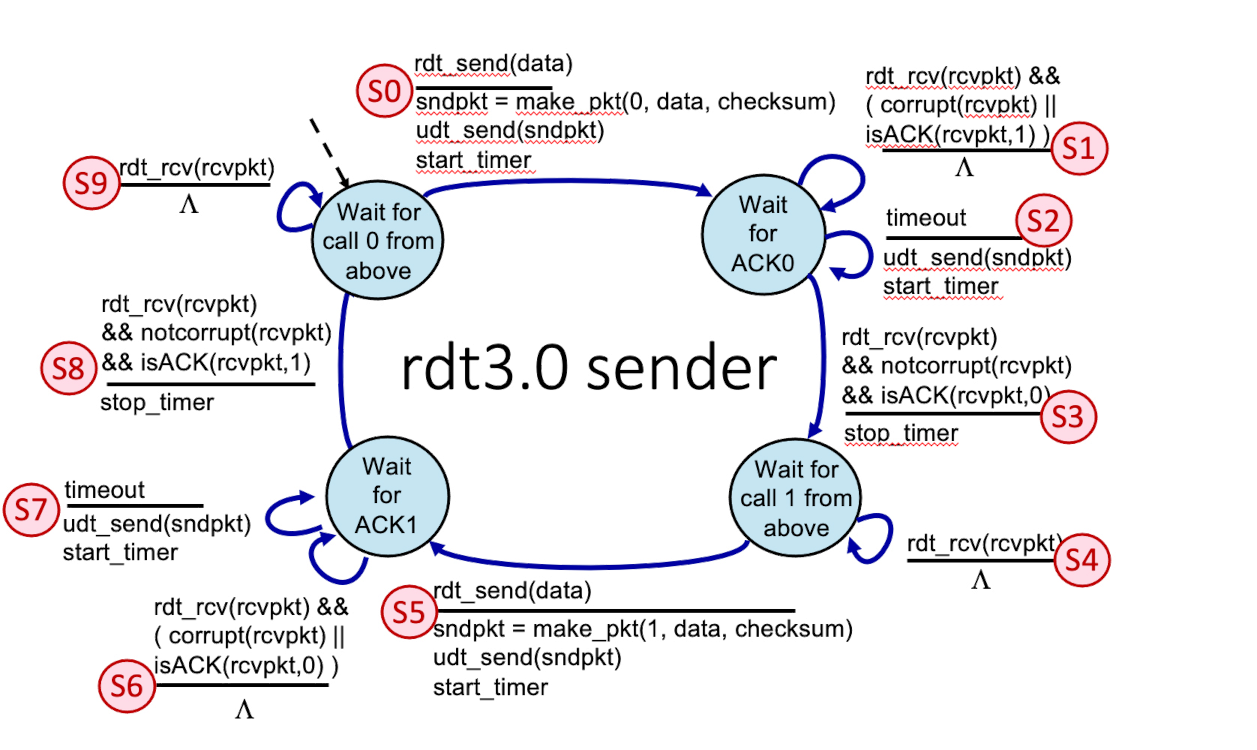 S0
rdt_send(data)
sndpkt = make_pkt(0, data, checksum)
udt_send(sndpkt)
start_timer
rdt_rcv(rcvpkt) &&
( corrupt(rcvpkt) ||
isACK(rcvpkt,1) )
S1
Λ
S9
rdt_rcv(rcvpkt)
Λ
Wait for
call 0 from
above
Wait
for
ACK0
timeout
S2
udt_send(sndpkt)
start_timer
rdt_rcv(rcvpkt)
&& notcorrupt(rcvpkt)
&& isACK(rcvpkt,1)
S8
stop_timer
rdt3.0 sender
rdt_rcv(rcvpkt)
&& notcorrupt(rcvpkt)
&& isACK(rcvpkt,0)
S3
stop_timer
Wait
for
ACK1
Wait for
call 1 from
above
S7
timeout
udt_send(sndpkt)
start_timer
rdt_rcv(rcvpkt)
S4
Λ
rdt_rcv(rcvpkt) &&
( corrupt(rcvpkt) ||
isACK(rcvpkt,0) )
S6
Λ
S5
rdt_send(data)
sndpkt = make_pkt(1, data, checksum)
udt_send(sndpkt)
start_timer